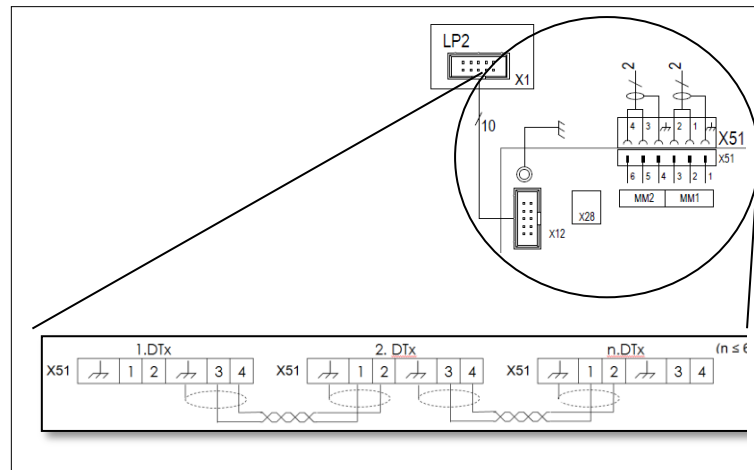 LP2
X1
10
2 2
4 3 2 1
X51
X51
6 5 4 3 2 1
MM2 MM1
X28
X12
1.DTx 2. DTx n.DTx (n ≤ 6
X51 1 2 3 4 X51 1 2 3 4 X51 1 2 3 4